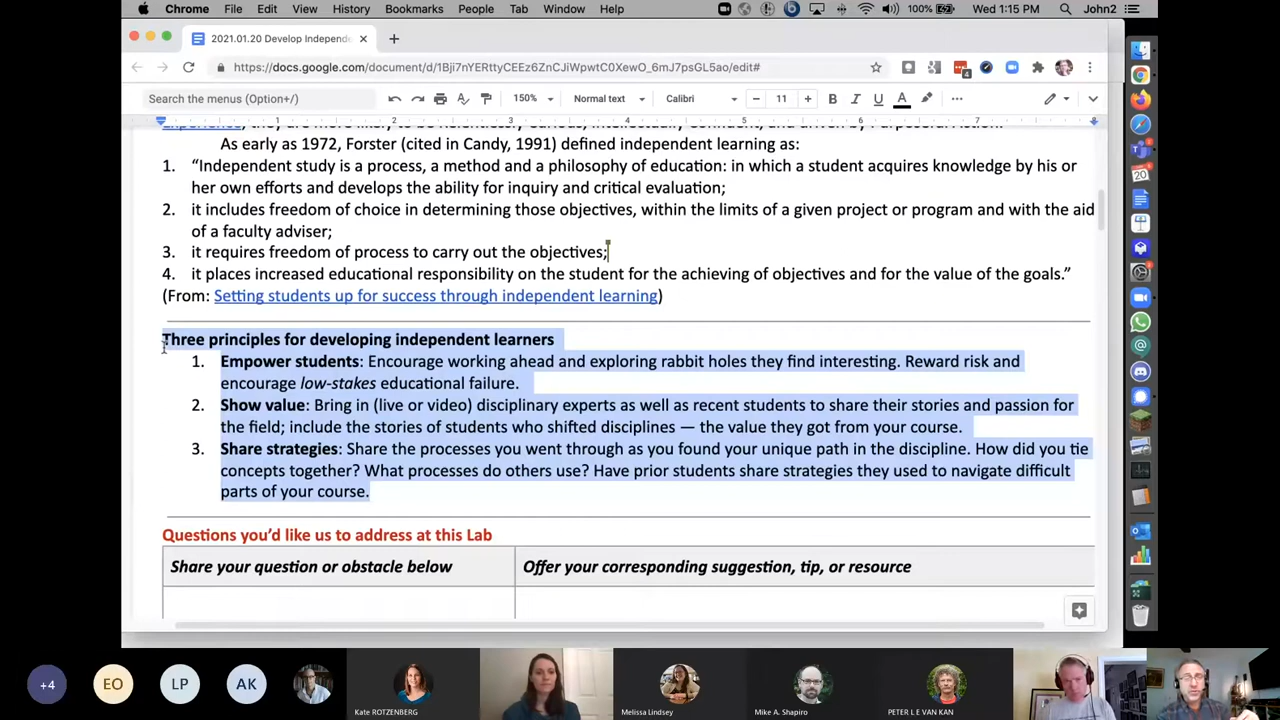 Chrome File Edit View History Bookmarks People Tab Window Help 100% Wed 1:15 PM John2
2021.01.20 Develop Independ
https://docs.google.com/document/d/1Bji7nYERttyCEEz6ZnCJiWpwtC0XewO_6mJ7psGL5ao/edit#
Search the menus (Option+/) 150% Normal text Calibri 11
2 3 4 5 6 7
As early as 1972, Forster (cited in Candy, 1991) defined independent learning as:
1. “Independent study is a process, a method and a philosophy of education: in which a student acquires knowledge by his or
her own efforts and develops the ability for inquiry and critical evaluation;
2. it includes freedom of choice in determining those objectives, within the limits of a given project or program and with the aid
of a faculty adviser;
3. it requires freedom of process to carry out the objectives;
4. it places increased educational responsibility on the student for the achieving of objectives and for the value of the goals.”
(From: Setting students up for success through independent learning)
Three principles for developing independent learners
1. Empower students: Encourage working ahead and exploring rabbit holes they find interesting. Reward risk and
encourage low-stakes educational failure.
2. Show value: Bring in (live or video) disciplinary experts as well as recent students to share their stories and passion for
the field; include the stories of students who shifted disciplines — the value they got from your course.
3. Share strategies: Share the processes you went through as you found your unique path in the discipline. How did you tie
concepts together? What processes do others use? Have prior students share strategies they used to navigate difficult
parts of your course.
Questions you’d like us to address at this Lab
Share your question or obstacle below Offer your corresponding suggestion, tip, or resource
+4 EO LP AK
Kate ROTZENBERG Melissa Lindsey Mike A. Shapiro PETER L E VAN KAN